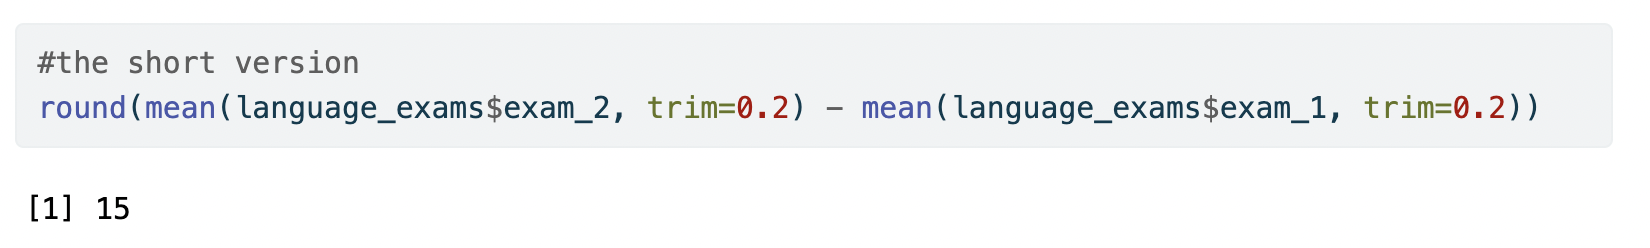 #the short version
round(mean(language_exams$exam_2, trim=0.2) - mean(language_exams$exam_1, trim=0.2))
[1] 15